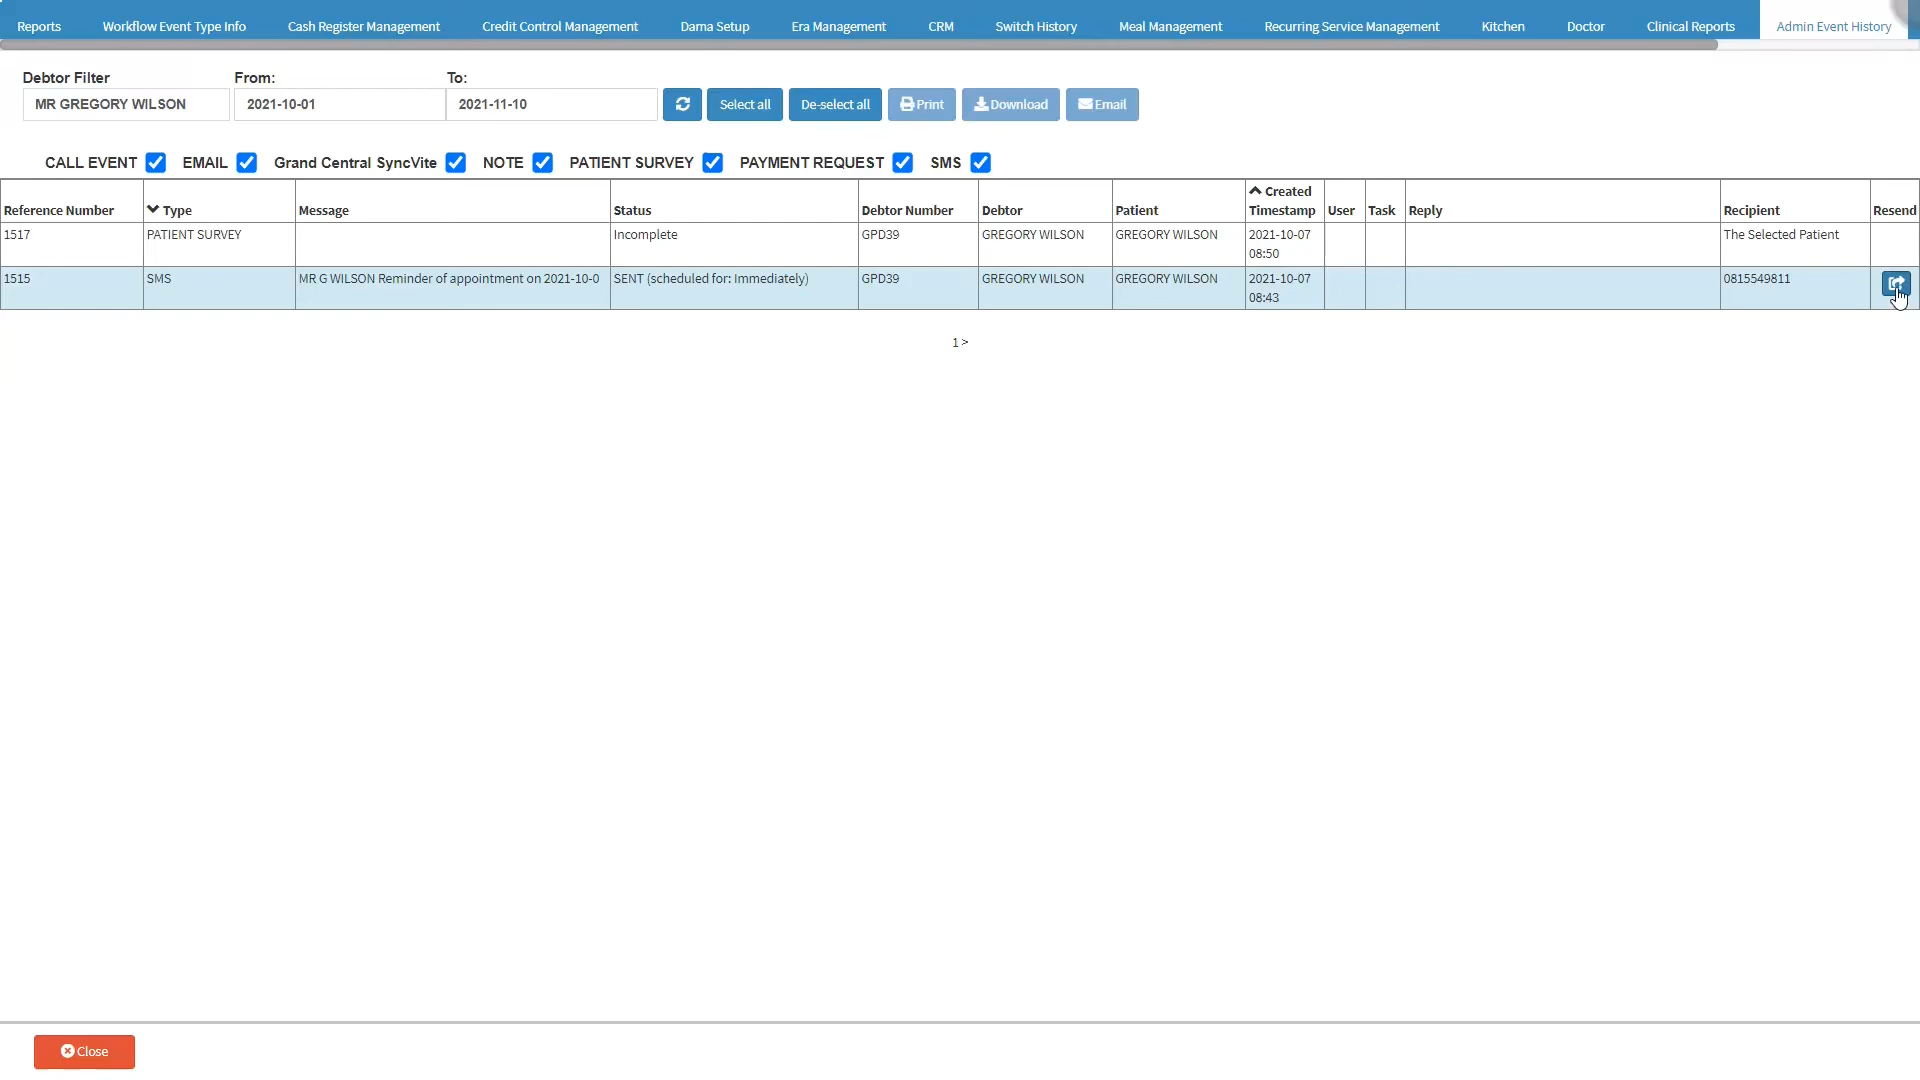 Reports Workflow Event Type Info Cash Register Management Credit Control Management Dama Setup Era Management CRM Switch History Meal Management Recurring Service Management Kitchen Doctor Clinical Reports Admin Event History
Debtor Filter From: To:
MR GREGORY WILSON 2021-10-01 2021-11-10 Select all De-select all Print Download Email
CALL EVENT EMAIL Grand Central SyncVite NOTE PATIENT SURVEY PAYMENT REQUEST SMS
Reference Number Type Message Status Debtor Number Debtor Patient Created Timestamp User Task Reply Recipient Resend
1517 PATIENT SURVEY Incomplete GPD39 GREGORY WILSON GREGORY WILSON 2021-10-07 08:50 The Selected Patient
1515 SMS MR G WILSON Reminder of appointment on 2021-10-0 SENT (scheduled for: Immediately) GPD39 GREGORY WILSON GREGORY WILSON 2021-10-07 08:43 0815549811
1 >
Close